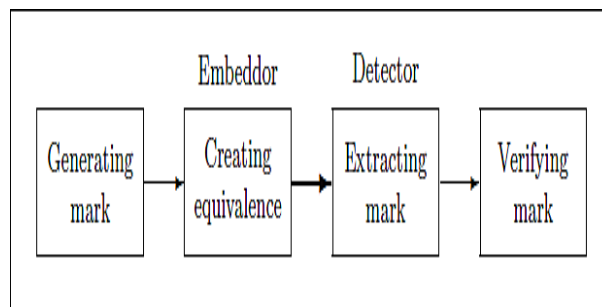 Embeddor
Detector
Generating
mark
Creating
equivalence
Extracting
mark
Verifying
mark